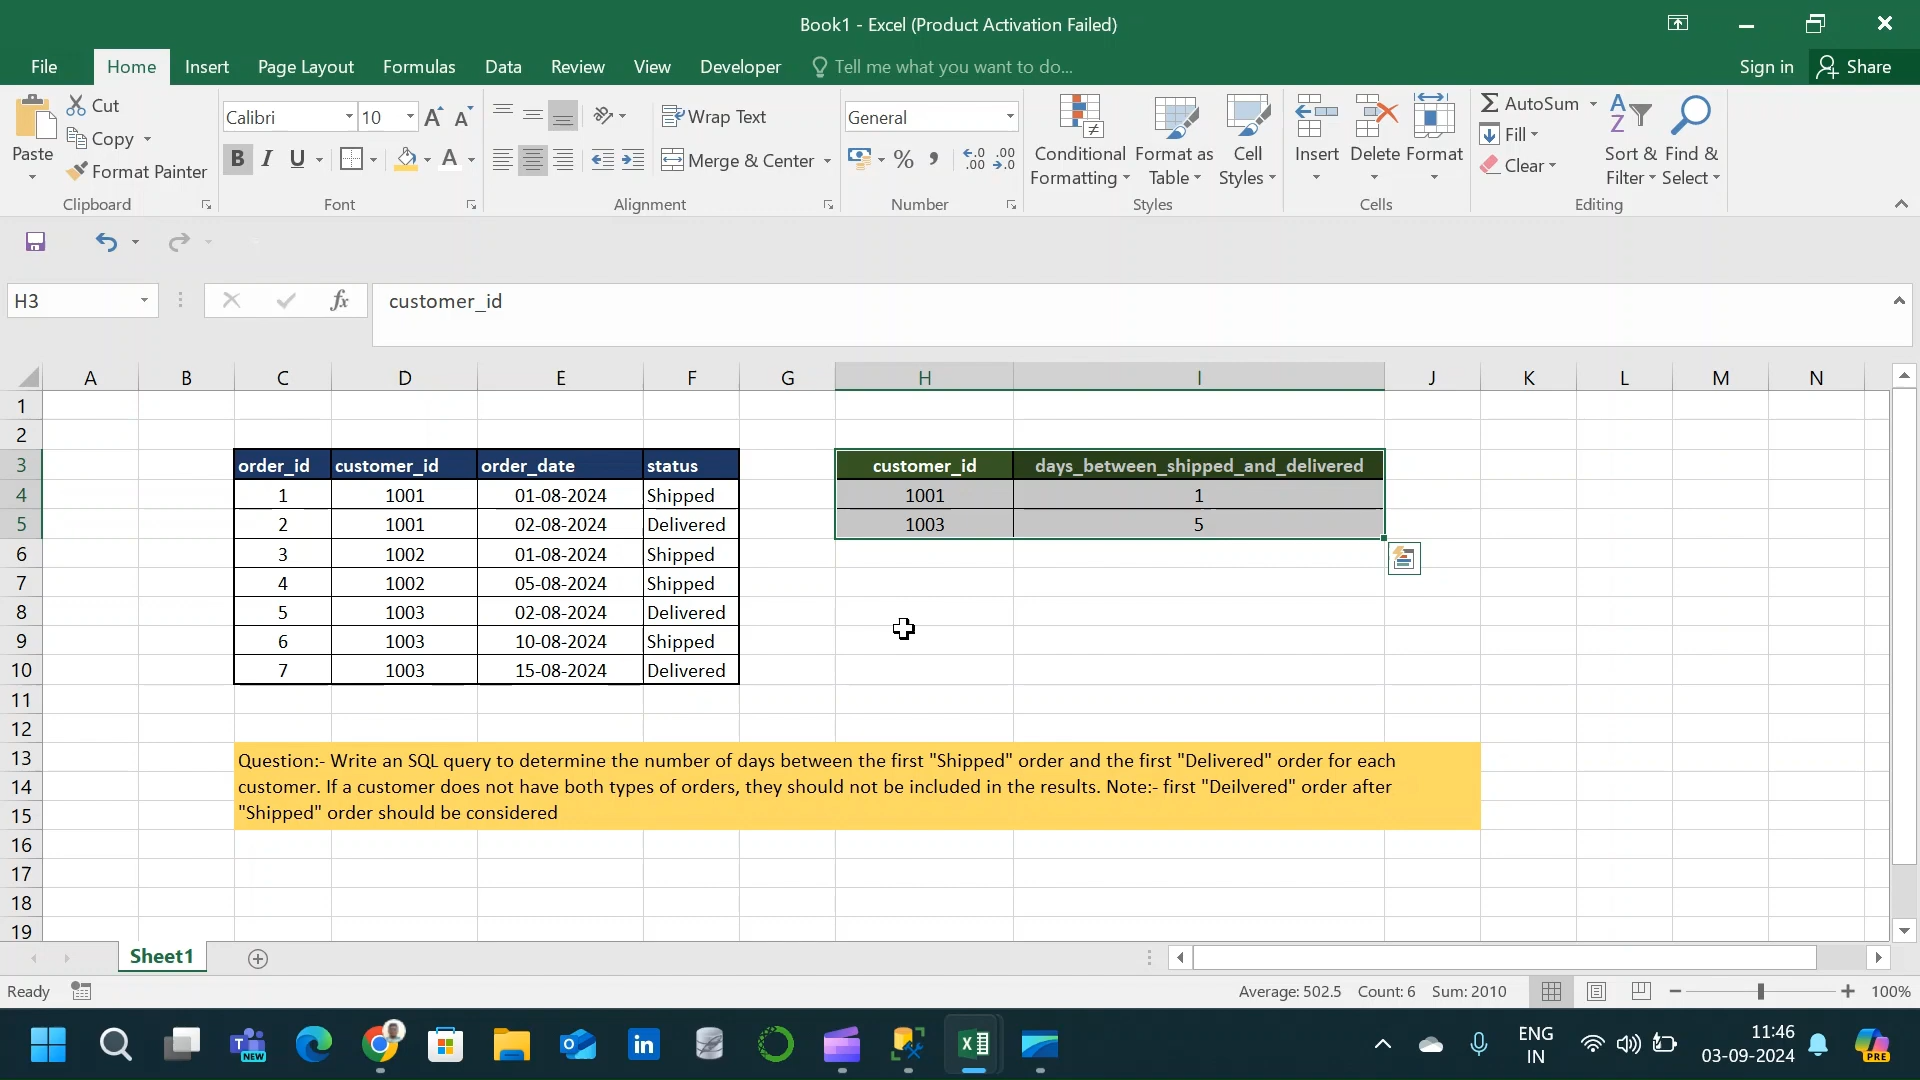 Book1 - Excel (Product Activation Failed)
File Home Insert Page Layout Formulas Data Review View Developer Tell me what you want to do... Sign in Share
Cut
Copy
Format Painter
Paste
Clipboard
Calibri 10
B I U
Font
Wrap Text
Merge & Center
Alignment
General
Number
Conditional Formatting
Format as Table
Cell Styles
Styles
Insert Delete Format
Cells
AutoSum
Fill
Clear
Sort & Filter
Find & Select
Editing
H3 fx customer_id
A B C D E F G H I J K L M N
1
2
3 order_id customer_id order_date status customer_id days_between_shipped_and_delivered
4 1 1001 01-08-2024 Shipped 1001 1
5 2 1001 02-08-2024 Delivered 1003 5
6 3 1002 01-08-2024 Shipped
7 4 1002 05-08-2024 Shipped
8 5 1003 02-08-2024 Delivered
9 6 1003 10-08-2024 Shipped
10 7 1003 15-08-2024 Delivered
11
12
13 Question:- Write an SQL query to determine the number of days between the first "Shipped" order and the first "Delivered" order for each
14 customer. If a customer does not have both types of orders, they should not be included in the results. Note:- first "Deilvered" order after
15 "Shipped" order should be considered
16
17
18
19
Sheet1
Ready Average: 502.5 Count: 6 Sum: 2010 100%
NEW in X ENG IN 11:46 03-09-2024 PRE